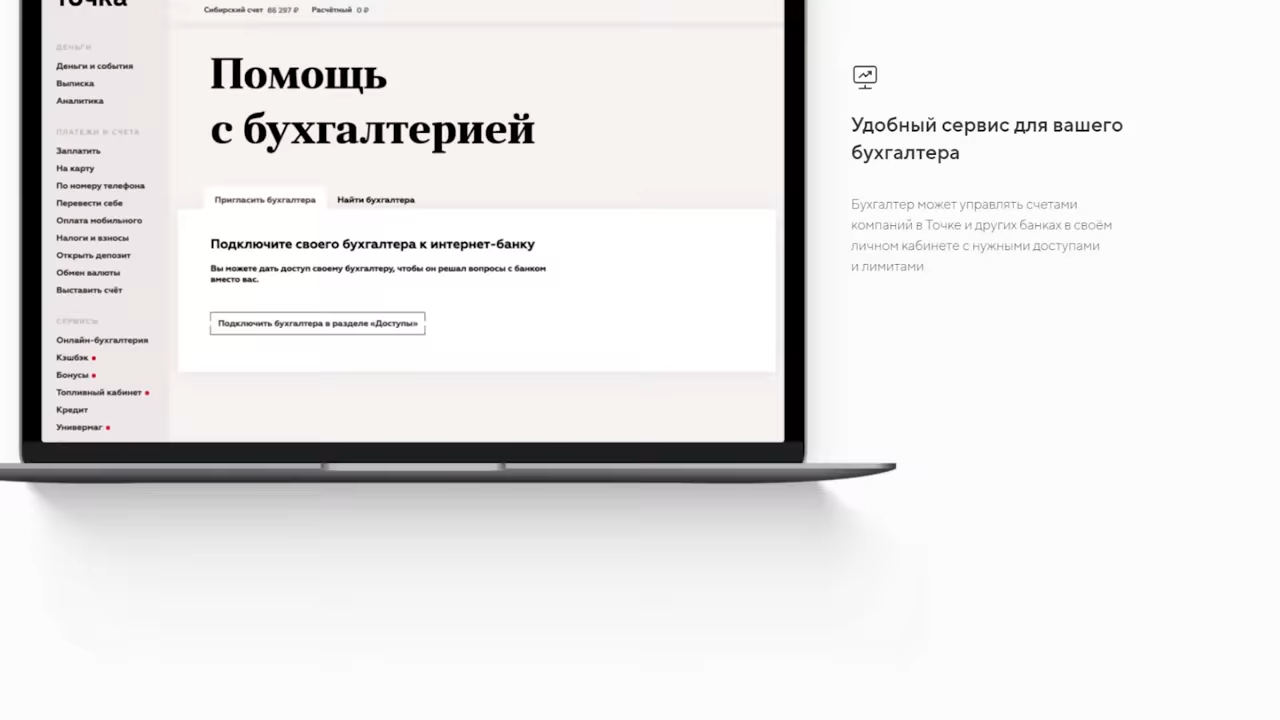 Точка
Сибирский счет 86 297 ₽ Расчётный 0 ₽
ДЕНЬГИ
Деньги и события
Выписка
Аналитика
ПЛАТЕЖИ И СЧЕТА
Заплатить
На карту
По номеру телефона
Перевести себе
Оплата мобильного
Налоги и взносы
Открыть депозит
Обмен валюты
Выставить счёт
СЕРВИСЫ
Онлайн-бухгалтерия
Кэшбэк
Бонусы
Топливный кабинет
Кредит
Универмаг
Помощь
с бухгалтерией
Пригласить бухгалтера Найти бухгалтера
Подключите своего бухгалтера к интернет-банку
Вы можете дать доступ своему бухгалтеру, чтобы он решал вопросы с банком
вместо вас.
Подключить бухгалтера в разделе «Доступы»
Удобный сервис для вашего
бухгалтера
Бухгалтер может управлять счетами
компаний в Точке и других банках в своём
личном кабинете с нужными доступами
и лимитами